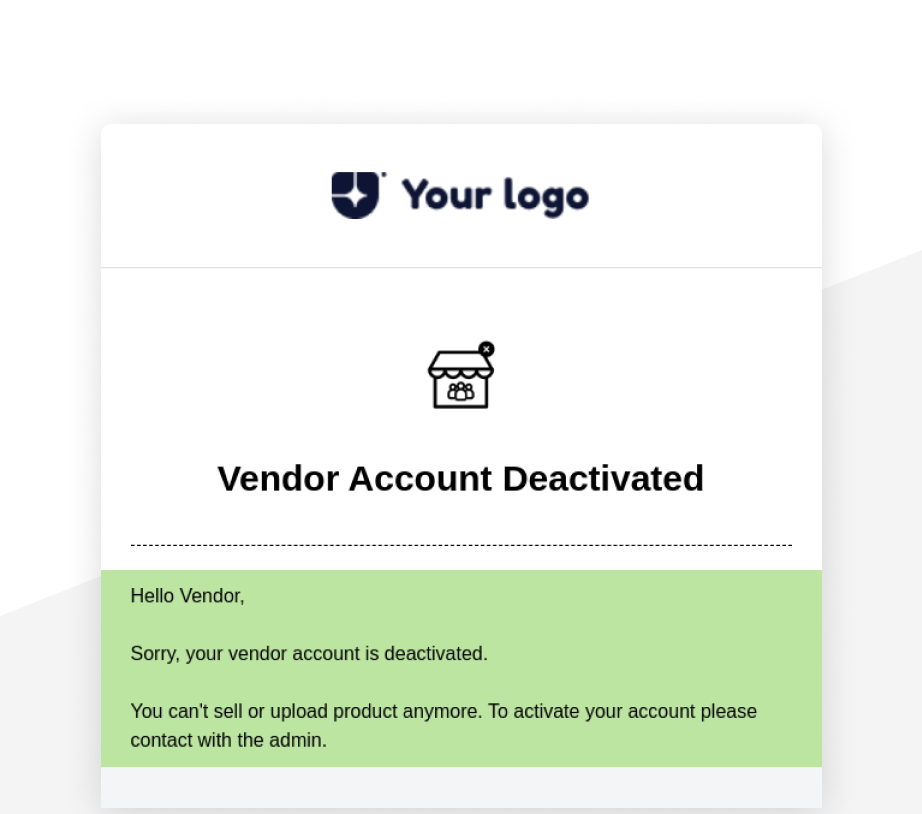 Your logo
Vendor Account Deactivated
Hello Vendor,
Sorry, your vendor account is deactivated.
You can't sell or upload product anymore. To activate your account please
contact with the admin.